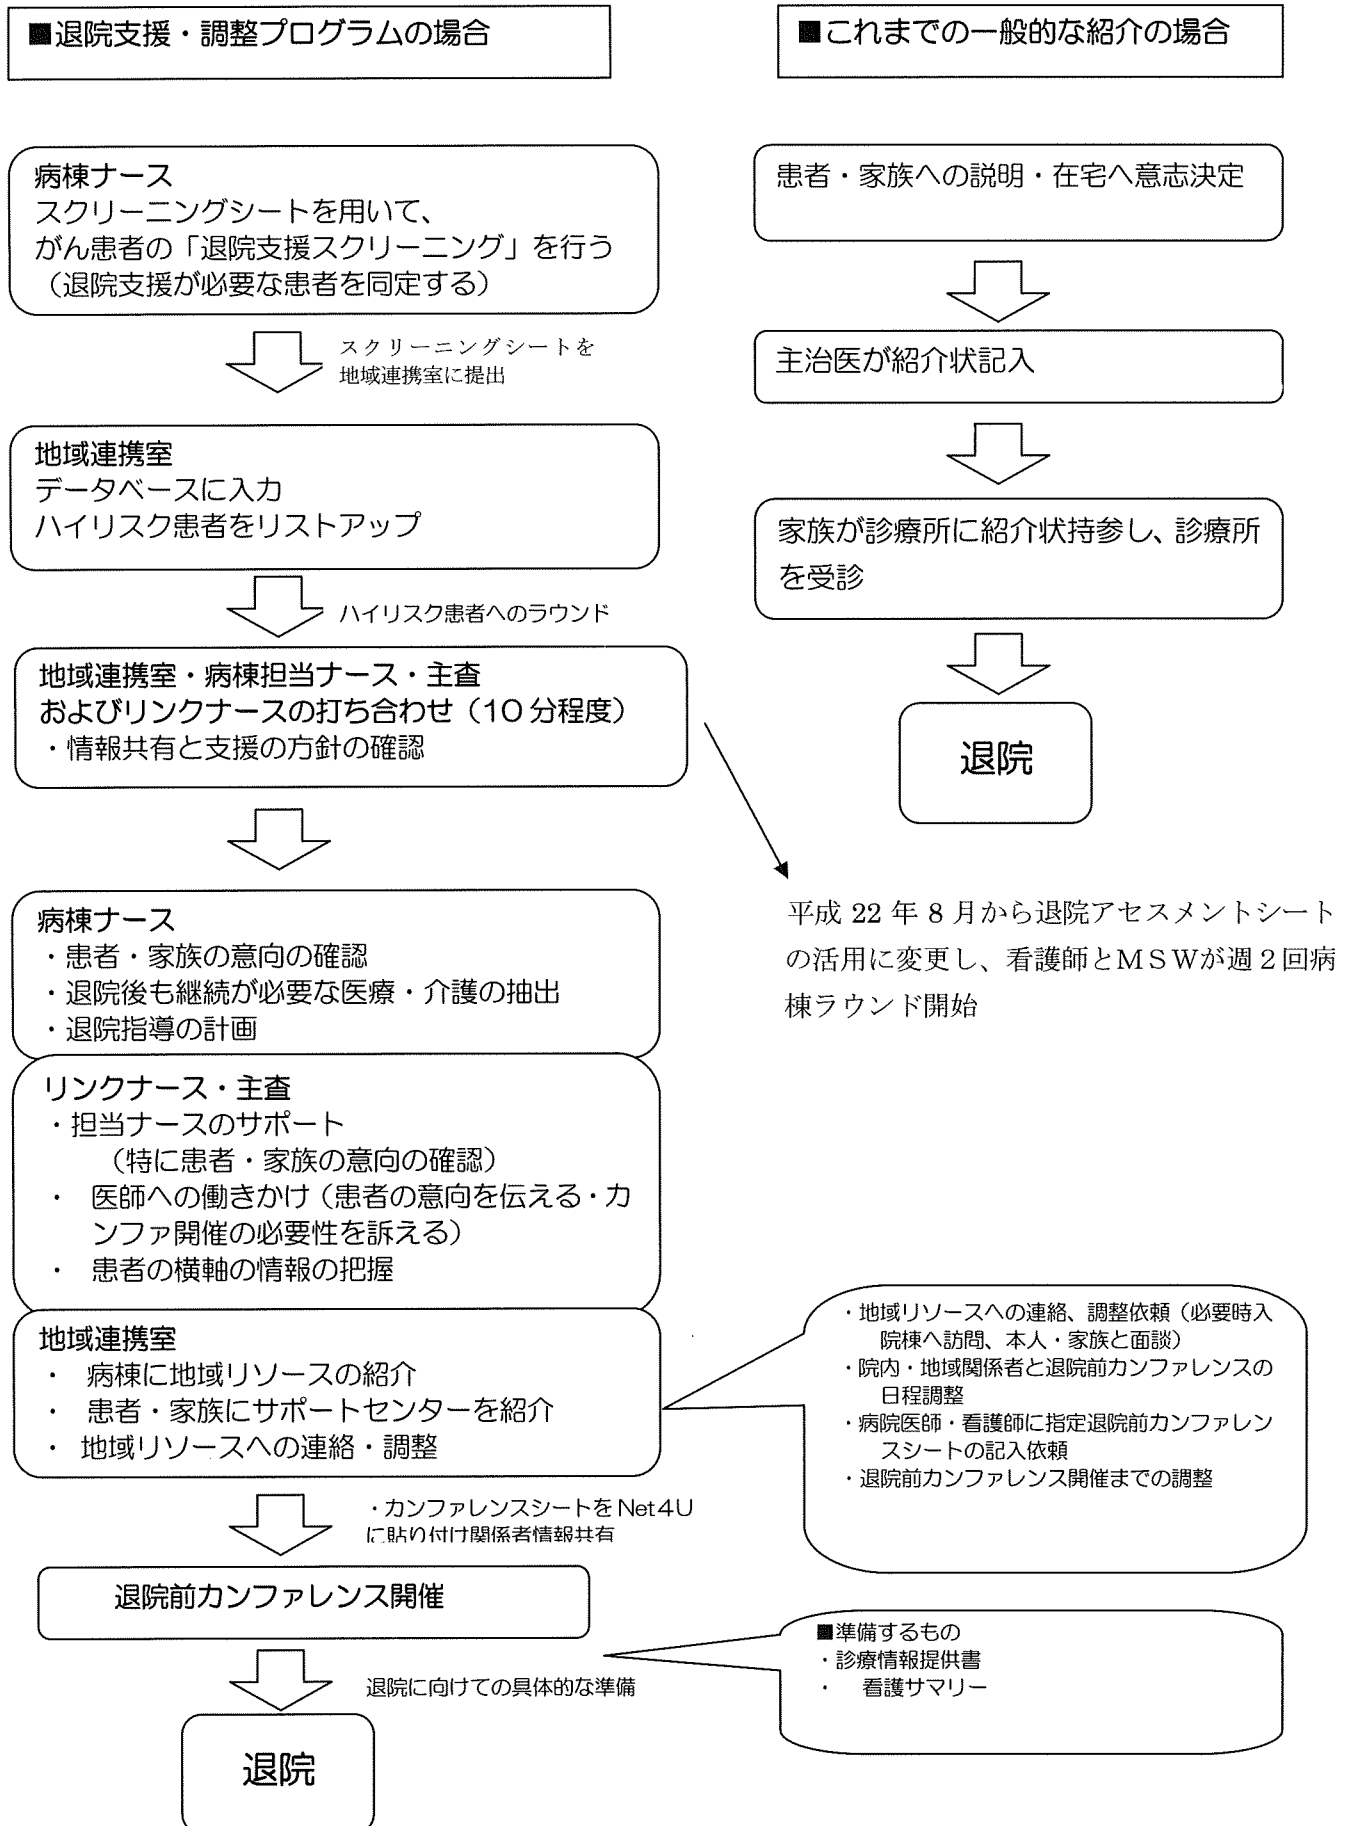 ■退院支援・調整プログラムの場合
病棟ナース
スクリーニングシートを用いて、
がん患者の「退院支援スクリーニング」を行う
（退院支援が必要な患者を同定する）
スクリーニングシートを
地域連携室に提出
地域連携室
データベースに入力
ハイリスク患者をリストアップ
ハイリスク患者へのラウンド
地域連携室・病棟担当ナース・主査
およびリンクナースの打ち合わせ（10分程度）
・情報共有と支援の方針の確認
病棟ナース
・患者・家族の意向の確認
・退院後も継続が必要な医療・介護の抽出
・退院指導の計画
リンクナース・主査
・担当ナースのサポート
（特に患者・家族の意向の確認）
・ 医師への働きかけ（患者の意向を伝える・カ
ンファ開催の必要性を訴える）
・ 患者の横軸の情報の把握
地域連携室
・ 病棟に地域リソースの紹介
・ 患者・家族にサポートセンターを紹介
・ 地域リソースへの連絡・調整
・カンファレンスシートをNet4U
に貼り付け関係者情報共有
退院前カンファレンス開催
退院に向けての具体的な準備
退院
■これまでの一般的な紹介の場合
患者・家族への説明・在宅へ意志決定
主治医が紹介状記入
家族が診療所に紹介状持参し、診療所
を受診
退院
平成 22 年 8 月から退院アセスメントシート
の活用に変更し、看護師とMSWが週2回病
棟ラウンド開始
・地域リソースへの連絡、調整依頼（必要時入
院棟へ訪問、本人・家族と面談）
・院内・地域関係者と退院前カンファレンスの
日程調整
・病院医師・看護師に指定退院前カンファレン
スシートの記入依頼
・退院前カンファレンス開催までの調整
■準備するもの
・診療情報提供書
・ 看護サマリー